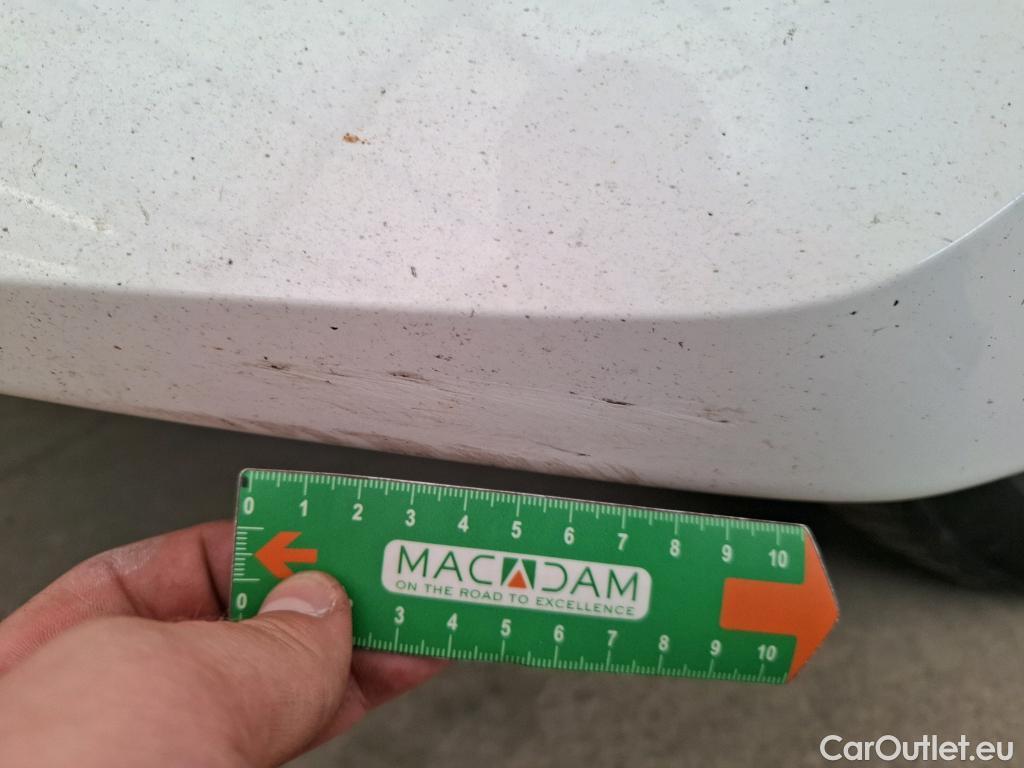 0 1 2 3 4 5 6 7 8 9 10
MACADAM
ON THE ROAD TO EXCELLENCE
0 3 4 5 6 7 8 9 10
CarOutlet.eu